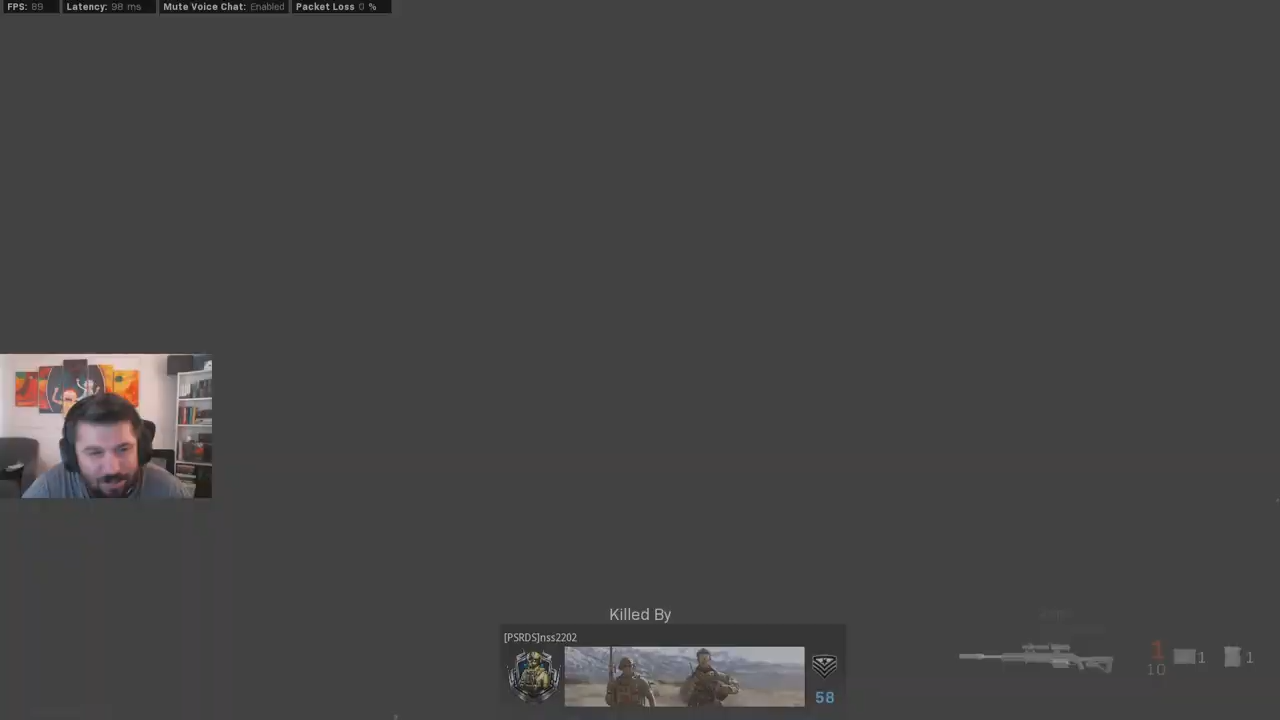 FPS: 89 Latency: 98 ms Mute Voice Chat: Enabled Packet Loss 0 %
Killed By
[PSRDS]nss2202
58
1
10
1
1